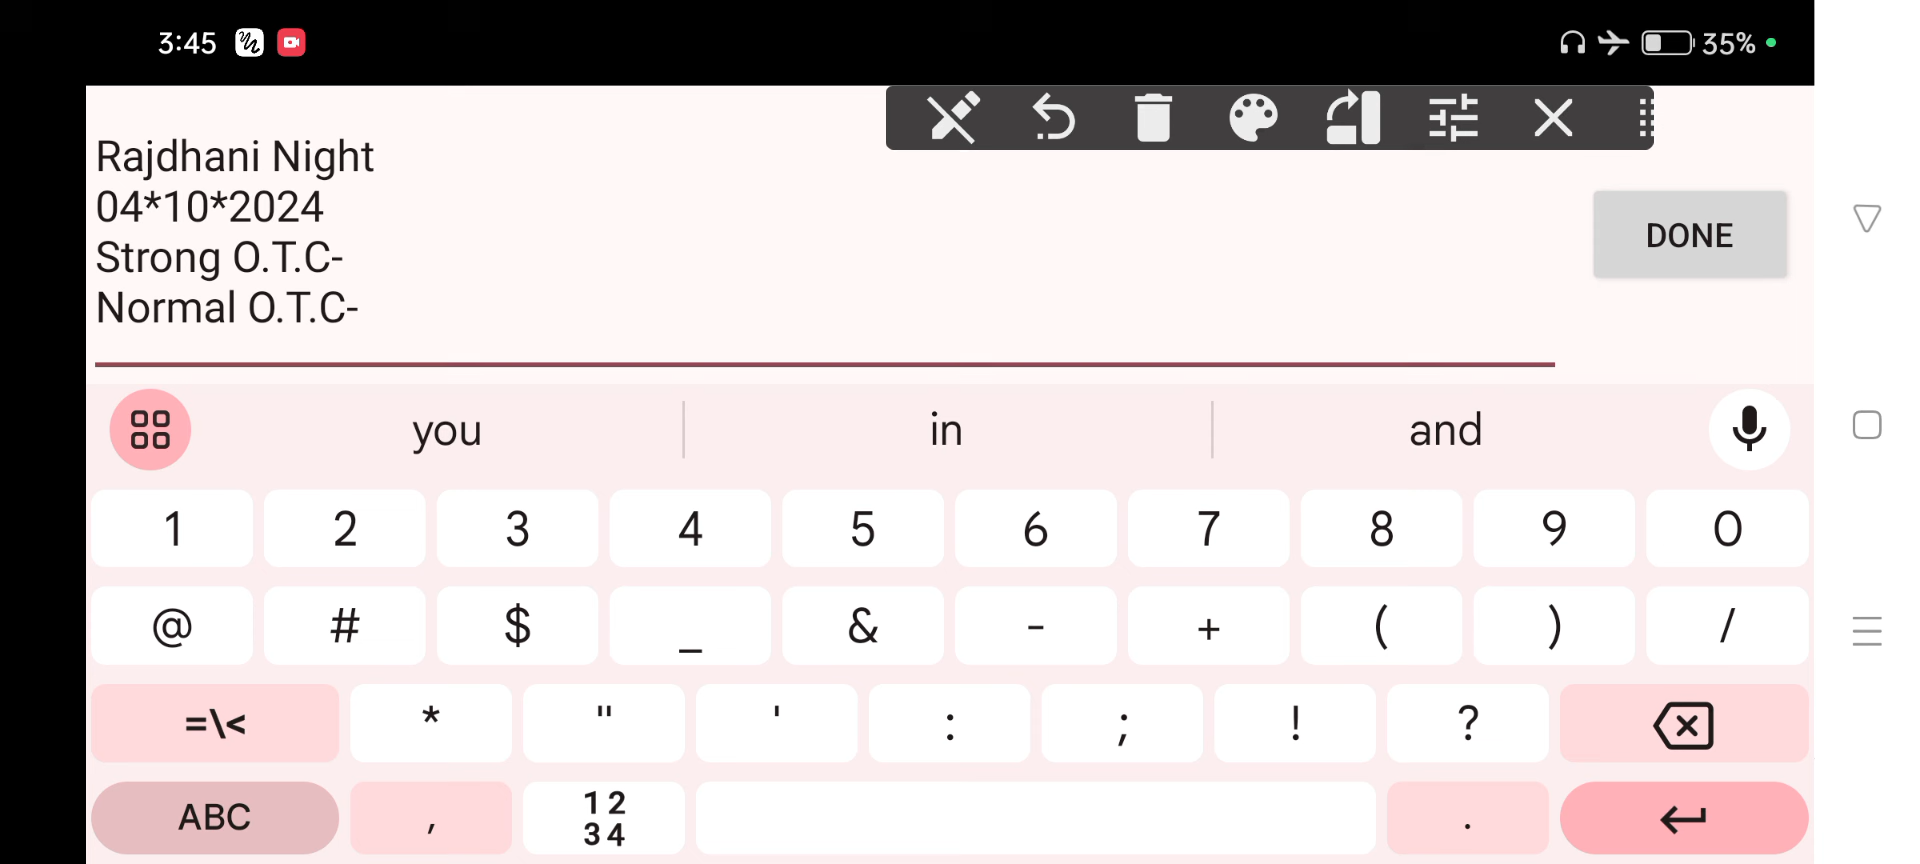 3:45
35%
Rajdhani Night
04*10*2024
Strong O.T.C-
Normal O.T.C-
DONE
you in and
1 2 3 4 5 6 7 8 9 0
@ # $ _ & - + ( ) /
=\< * " ' : ; ! ?
ABC , 12 34 .